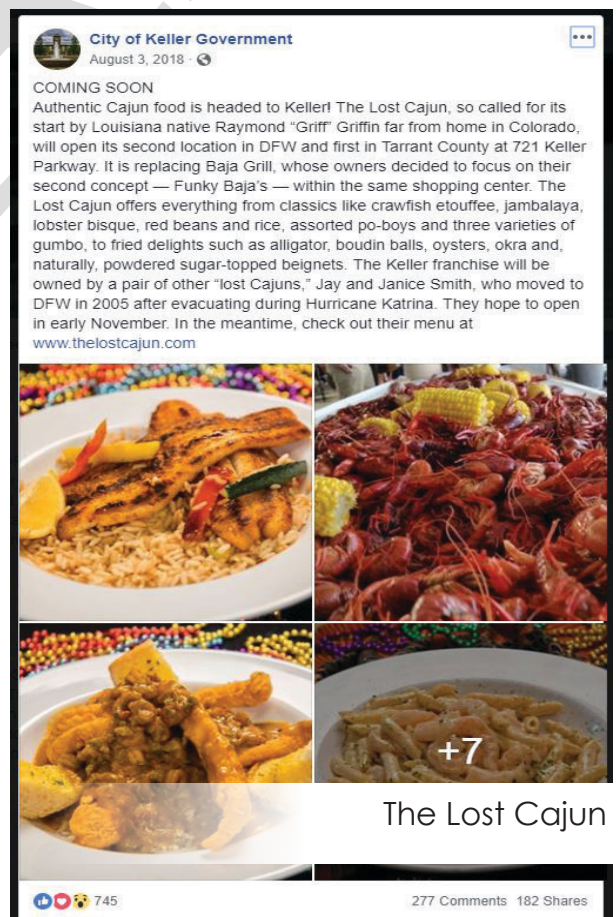 City of Keller Government
August 3, 2018 ·
COMING SOON
Authentic Cajun food is headed to Keller! The Lost Cajun, so called for its
start by Louisiana native Raymond “Griff” Griffin far from home in Colorado,
will open its second location in DFW and first in Tarrant County at 721 Keller
Parkway. It is replacing Baja Grill, whose owners decided to focus on their
second concept — Funky Baja's — within the same shopping center. The
Lost Cajun offers everything from classics like crawfish etouffee, jambalaya,
lobster bisque, red beans and rice, assorted po-boys and three varieties of
gumbo, to fried delights such as alligator, boudin balls, oysters, okra and,
naturally, powdered sugar-topped beignets. The Keller franchise will be
owned by a pair of other “lost Cajuns,” Jay and Janice Smith, who moved to
DFW in 2005 after evacuating during Hurricane Katrina. They hope to open
in early November. In the meantime, check out their menu at
www.thelostcajun.com
+7
The Lost Cajun
745
277 Comments 182 Shares